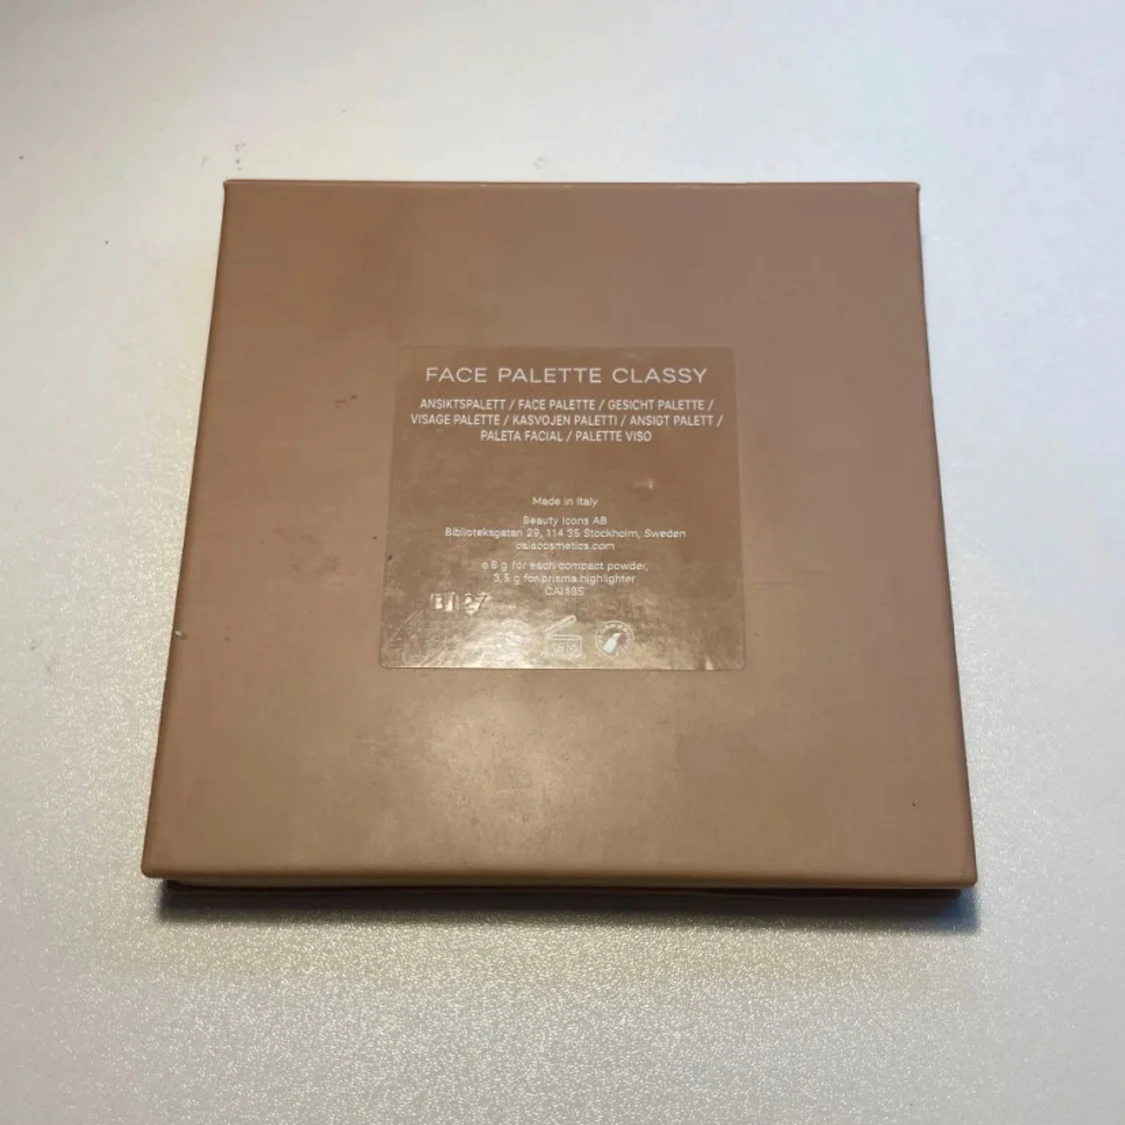 FACE PALETTE CLASSY
ANSIKTSPALETT / FACE PALETTE / GESICHT PALETTE /
VISAGE PALETTE / KASVOJEN PALETTI / ANSIGT PALETT /
PALETA FACIAL / PALETTE VISO
Made in Italy
Beauty Icons AB
Biblioteksgatan 29, 114 35 Stockholm, Sweden
caiacosmetics.com
g for each compact powder,
3,5 g for prisma highlighter
CAI135